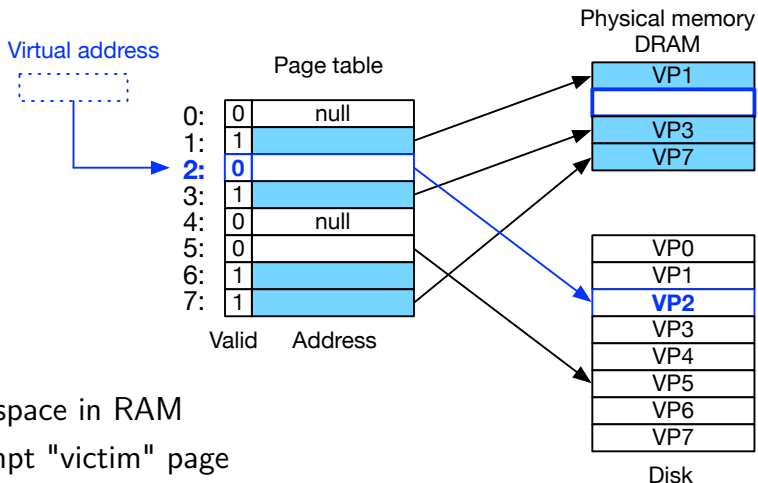 Physical memory
DRAM
Virtual address
Page table
VP1
VP3
VP7
0: 0 null
1: 1
2: 0
3: 1
4: 0 null
5: 0
6: 1
7: 1
Valid Address
VP0
VP1
VP2
VP3
VP4
VP5
VP6
VP7
Disk
space in RAM
"victim" page